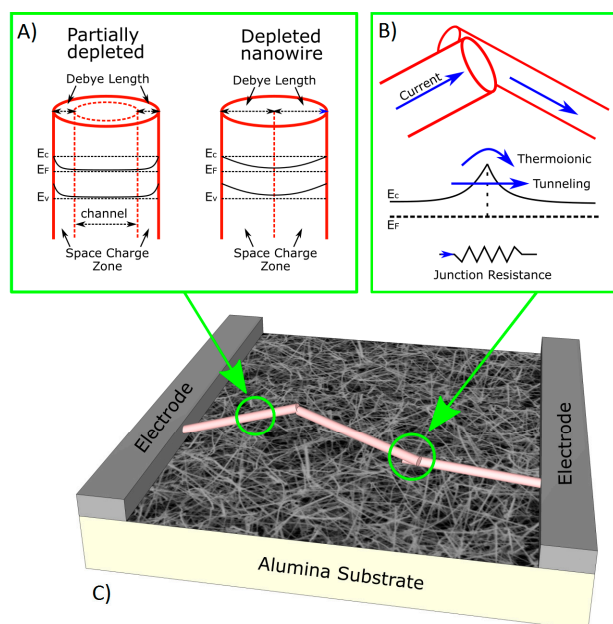 A)
Partially
depleted
Debye Length
Depleted
nanowire
Debye Length
Ec
EF
Ev
channel
Space Charge
Zone
Ec
EF
Ev
Space Charge
Zone
B)
Current
Thermoionic
Tunneling
Ec
EF
Junction Resistance
Electrode
Electrode
Alumina Substrate
C)